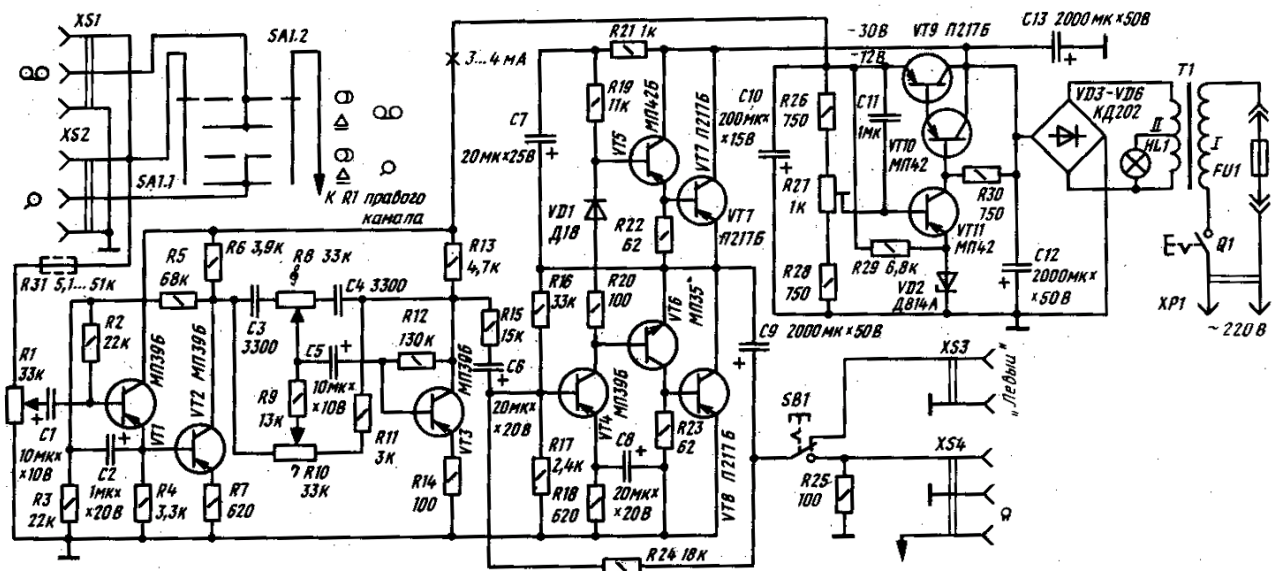 XS1
SA1.2
XS2
SA1.1
К R1 правого
канала
R31 5,1...51к
R5
68к
R6 3,9к
R8 33к
C3
3300
C4 3300
R13
4,7к
3...4 мА
R2
22к
R1
33к
C1
10мк×
×10В
МП39Б
VT1
VT2 МП39Б
C2
1мк×
×20В
R3
22к
R4
3,3к
R7
620
C5
10мк×
×10В
R9
13к
R10
33к
R12
130к
R11
3к
МП39Б
VT3
R14
100
R15
15к
C6
20мк×
×20В
R16
33к
R17
2,4к
R18
620
R21 1к
R19
11к
C7
20мк×25В
VT5
МП42Б
VD1
Д18
R22
62
VT7 П217Б
VT7
П217Б
R20
100
VT6
МП35
VT4
МП39Б
C8
20мк×
×20В
R23
62
VT8 П217Б
R24 18к
C9 2000мк×50В
C10
200мк×
×15В
R26
750
R27
1к
R28
750
C11
1мк
-30В
-12В
VT9 П217Б
VT10
МП42
VT11
МП42
R29 6,8к
R30
750
VD2
Д814А
C12
2000мк×
×50В
C13 2000мк×50В
VD3-VD6
КД202
T1
II
HL1
I
FU1
Q1
XP1
~220В
SB1
R25
100
XS3
„Левый"
XS4